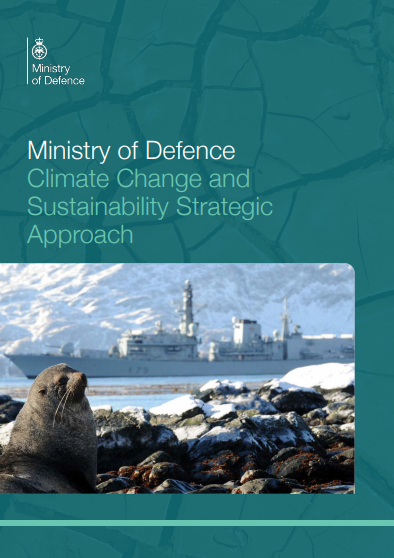 Ministry
of Defence
Ministry of Defence
Climate Change and
Sustainability Strategic
Approach